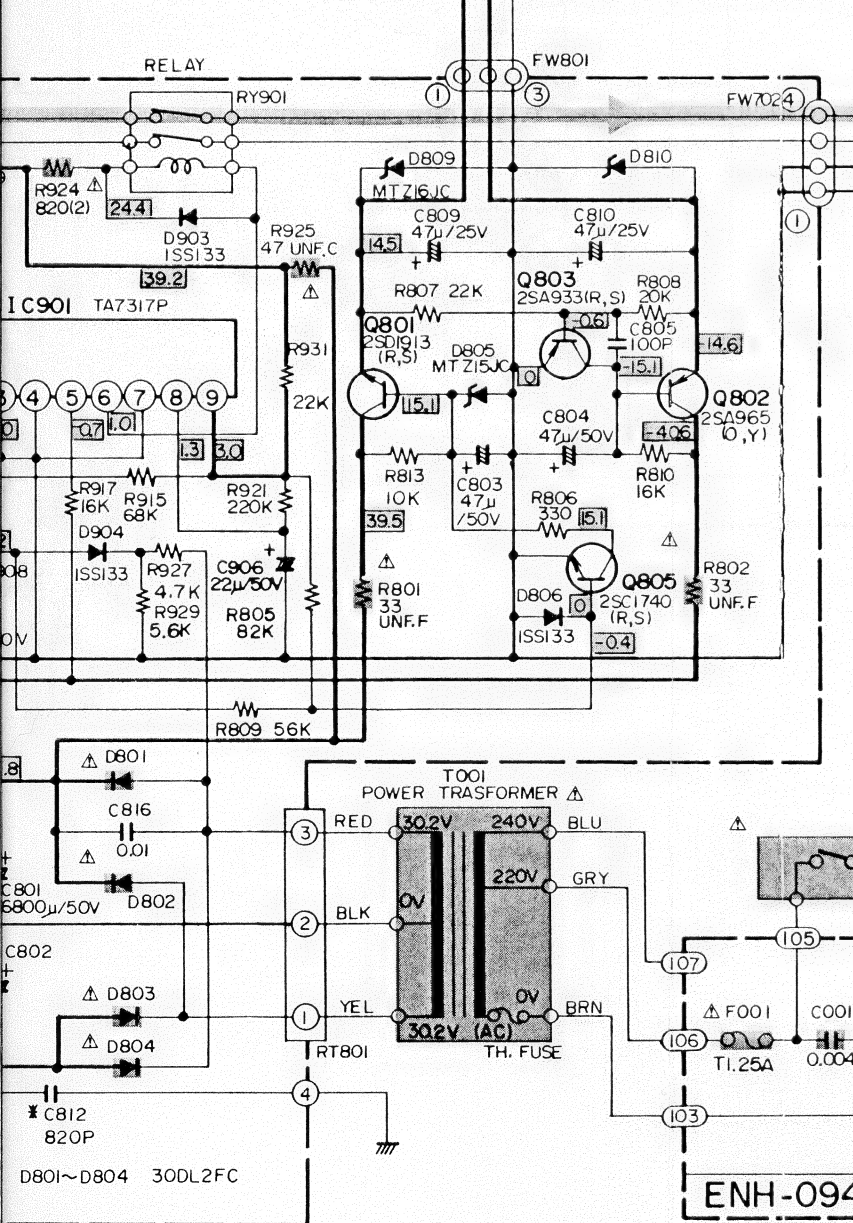 RELAY
FW801
1
3
RY901
FW702
4
D809
D810
R924
820(2)
MTZ16JC
24.4
D903
1SS133
R925
47 UNF.C
C809
47μ/25V
C810
47μ/25V
14.5
+
+
1
39.2
Q803
2SA933(R,S)
R808
20K
IC901 TA7317P
R807 22K
-0.6
C805
100P
Q801
2SD1913
(R,S)
-14.6
R931
D805
MTZ15JC
0
-15.1
22K
15.1
Q802
2SA965
(O,Y)
4 5 6 7 8 9
-0.7
1.0
1.3
3.0
C804
47μ/50V
-40.6
R813
10K
+
C803
47μ
/50V
+
R810
16K
R917
16K
R915
68K
R921
220K
39.5
R806
330
15.1
D904
1SS133
R927
4.7K
+
C906
22μ/50V
R929
5.6K
R805
82K
R801
33
UNF.F
D806
1SS133
0
Q805
2SC1740
(R,S)
R802
33
UNF.F
-0.4
R809 56K
.8
D801
T001
POWER TRASFORMER
C816
0.01
3
RED
30.2V
240V
BLU
+
C801
6800μ/50V
D802
0V
220V
GRY
2
BLK
105
C802
+
107
D803
1
YEL
0V
BRN
F001
C001
D804
30.2V
(AC)
106
RT801
TH. FUSE
T1.25A
0.004
4
C812
820P
103
D801~D804 30DL2FC
ENH-094